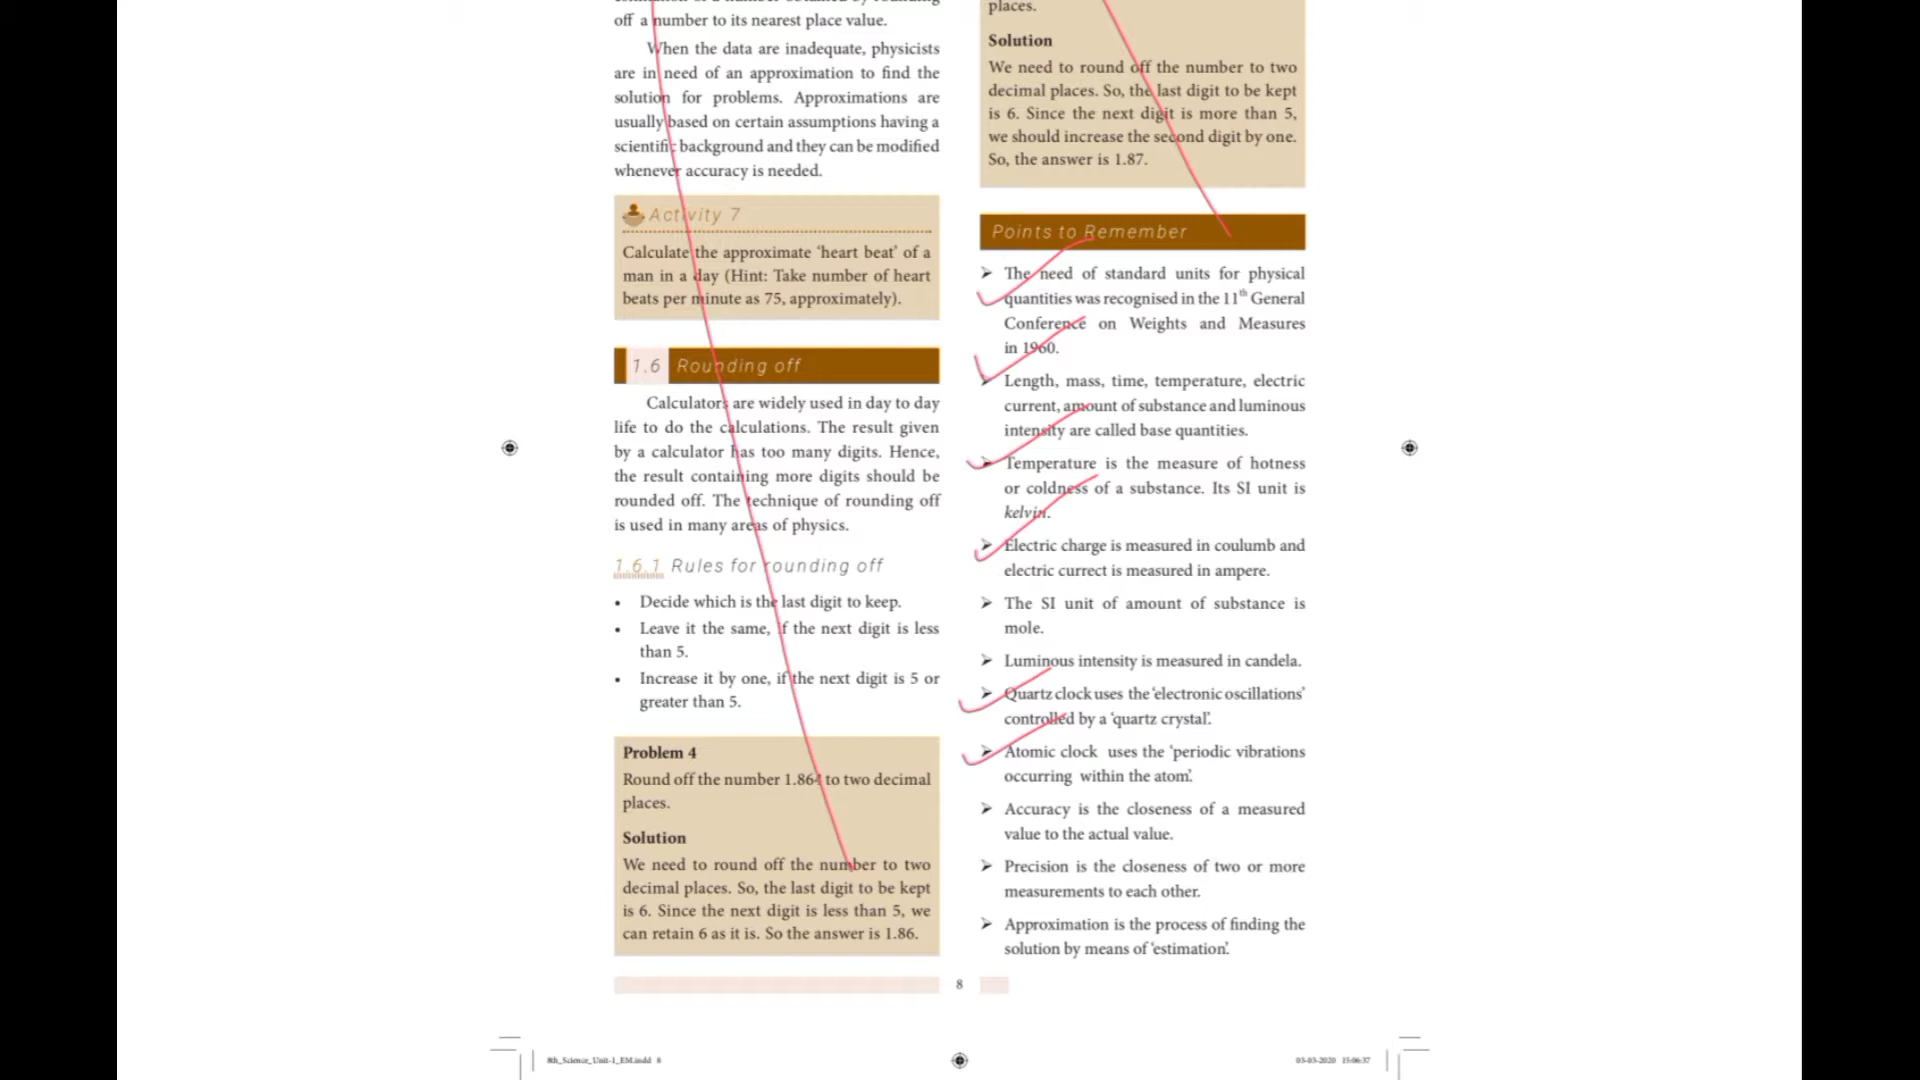 off a number to its nearest place value.
When the data are inadequate, physicists
are in need of an approximation to find the
solution for problems. Approximations are
usually based on certain assumptions having a
scientific background and they can be modified
whenever accuracy is needed.
Activity 7
Calculate the approximate ‘heart beat’ of a
man in a day (Hint: Take number of heart
beats per minute as 75, approximately).
1.6 Rounding off
Calculators are widely used in day to day
life to do the calculations. The result given
by a calculator has too many digits. Hence,
the result containing more digits should be
rounded off. The technique of rounding off
is used in many areas of physics.
1.6.1 Rules for rounding off
• Decide which is the last digit to keep.
• Leave it the same, if the next digit is less
than 5.
• Increase it by one, if the next digit is 5 or
greater than 5.
Problem 4
Round off the number 1.864 to two decimal
places.
Solution
We need to round off the number to two
decimal places. So, the last digit to be kept
is 6. Since the next digit is less than 5, we
can retain 6 as it is. So the answer is 1.86.
places.
Solution
We need to round off the number to two
decimal places. So, the last digit to be kept
is 6. Since the next digit is more than 5,
we should increase the second digit by one.
So, the answer is 1.87.
Points to Remember
➢ The need of standard units for physical
quantities was recognised in the 11th General
Conference on Weights and Measures
in 1960.
➢ Length, mass, time, temperature, electric
current, amount of substance and luminous
intensity are called base quantities.
➢ Temperature is the measure of hotness
or coldness of a substance. Its SI unit is
kelvin.
➢ Electric charge is measured in coulumb and
electric currect is measured in ampere.
➢ The SI unit of amount of substance is
mole.
➢ Luminous intensity is measured in candela.
➢ Quartz clock uses the ‘electronic oscillations’
controlled by a ‘quartz crystal’.
➢ Atomic clock uses the ‘periodic vibrations
occurring within the atom’.
➢ Accuracy is the closeness of a measured
value to the actual value.
➢ Precision is the closeness of two or more
measurements to each other.
➢ Approximation is the process of finding the
solution by means of ‘estimation’.
8
8th_Science_Unit-1_EM.indd 8
03-03-2020 15:06:37